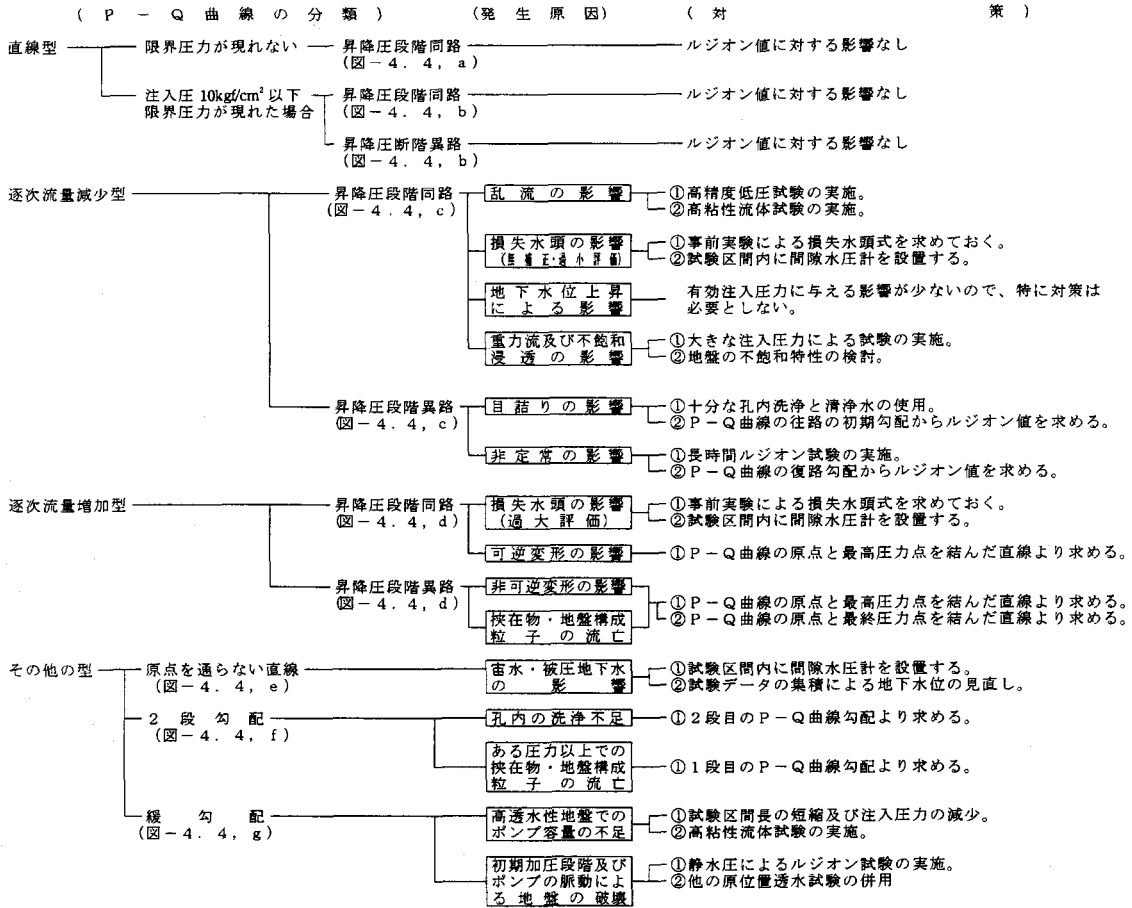 ( P － Q 曲 線 の 分 類 ) (発 生 原 因) ( 対 策 )
直線型 限界圧力が現れない 昇降圧段階同路 ルジオン値に対する影響なし
(図－4．4，a)
注入圧 10kgf/cm² 以下 昇降圧段階同路 ルジオン値に対する影響なし
限界圧力が現れた場合 (図－4．4，b)
昇降圧断階異路 ルジオン値に対する影響なし
(図－4．4，b)
逐次流量減少型 昇降圧段階同路 乱流の影響 ①高精度低圧試験の実施。
(図－4．4，c) ②高粘性流体試験の実施。
損失水頭の影響 ①事前実験による損失水頭式を求めておく。
(無補正・過小評価) ②試験区間内に間隙水圧計を設置する。
地下水位上昇 有効注入圧力に与える影響が少ないので、特に対策は
による影響 必要としない。
重力流及び不飽和 ①大きな注入圧力による試験の実施。
浸透の影響 ②地盤の不飽和特性の検討。
昇降圧段階異路 目詰りの影響 ①十分な孔内洗浄と清浄水の使用。
(図－4．4，c) ②P－Q曲線の往路の初期勾配からルジオン値を求める。
非定常の影響 ①長時間ルジオン試験の実施。
②P－Q曲線の復路勾配からルジオン値を求める。
逐次流量増加型 昇降圧段階同路 損失水頭の影響 ①事前実験による損失水頭式を求めておく。
(図－4．4，d) (過大評価) ②試験区間内に間隙水圧計を設置する。
可逆変形の影響 ①P－Q曲線の原点と最高圧力点を結んだ直線より求める。
昇降圧段階異路 非可逆変形の影響
(図－4．4，d) ①P－Q曲線の原点と最高圧力点を結んだ直線より求める。
挟在物・地盤構成 ②P－Q曲線の原点と最終圧力点を結んだ直線より求める。
粒子の流亡
その他の型 原点を通らない直線 宙水・被圧地下水 ①試験区間内に間隙水圧計を設置する。
(図－4．4，e) の影響 ②試験データの集積による地下水位の見直し。
2段勾配 孔内の洗浄不足 ①2段目のP－Q曲線勾配より求める。
(図－4．4，f)
ある圧力以上での
挟在物・地盤構成 ①1段目のP－Q曲線勾配より求める。
粒子の流亡
緩勾配 高透水性地盤での ①試験区間長の短縮及び注入圧力の減少。
(図－4．4，g) ポンプ容量の不足 ②高粘性流体試験の実施。
初期加圧段階及び ①静水圧によるルジオン試験の実施。
ポンプの脈動によ ②他の原位置透水試験の併用
る地盤の破壊